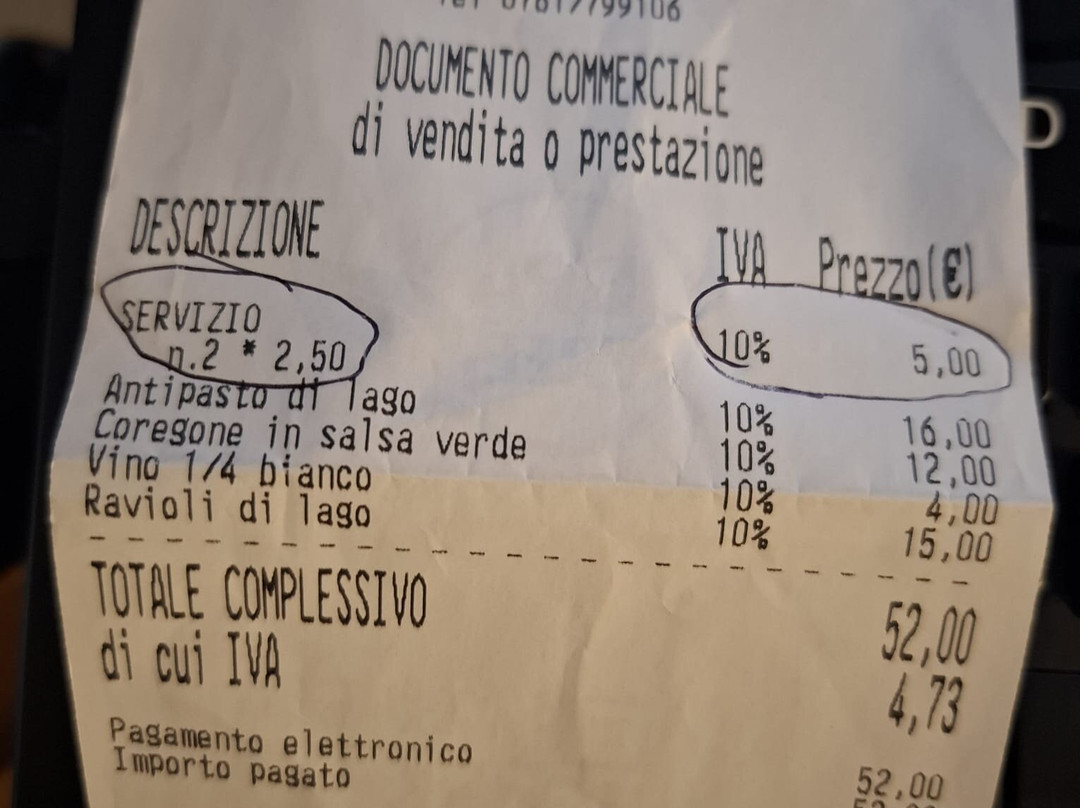 DOCUMENTO COMMERCIALE
di vendita o prestazione
DESCRIZIONE IVA Prezzo(€)
SERVIZIO
n.2 * 2,50 10% 5,00
Antipasto di lago 10% 16,00
Coregone in salsa verde 10% 12,00
Vino 1/4 bianco 10% 4,00
Ravioli di lago 10% 15,00
TOTALE COMPLESSIVO 52,00
di cui IVA 4,73
Pagamento elettronico 52,00
Importo pagato